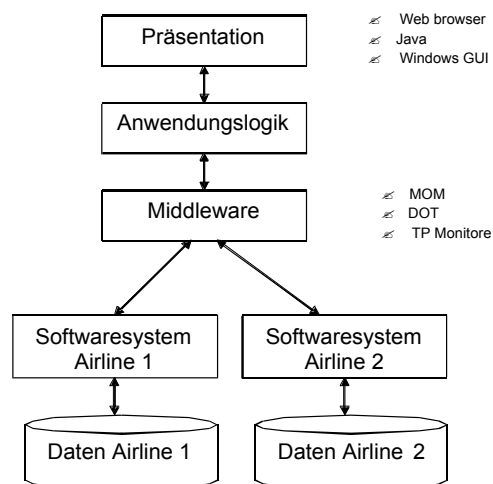 Präsentation
Web browser
Java
Windows GUI
Anwendungslogik
Middleware
MOM
DOT
TP Monitore
Softwaresystem
Airline 1
Softwaresystem
Airline 2
Daten Airline 1
Daten Airline 2